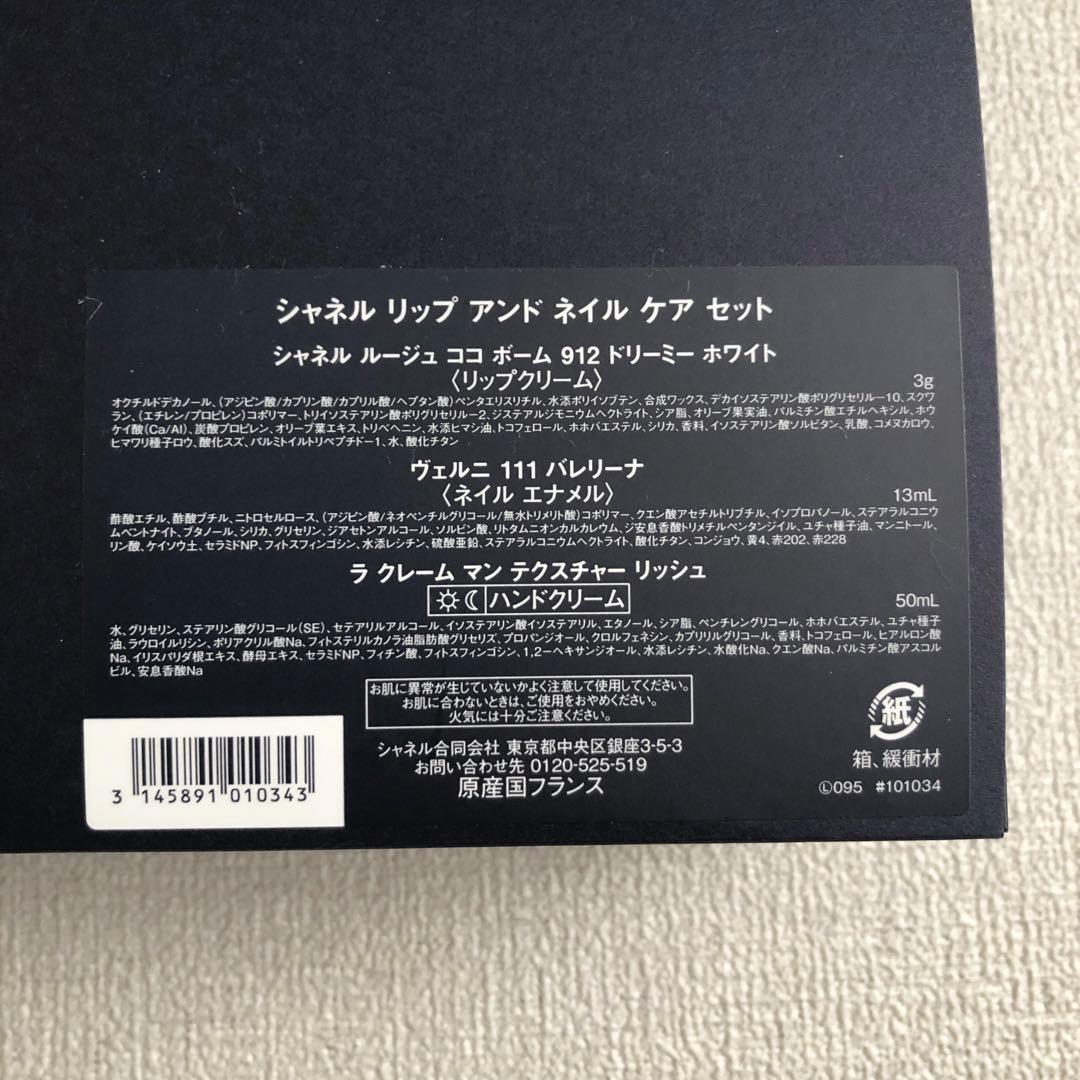 シャネル リップ アンド ネイル ケア セット
シャネル ルージュ ココ ボーム 912 ドリーミー ホワイト
〈リップクリーム〉 3g
オクチルドデカノール、(アジピン酸/カプリン酸/カプリル酸/ヘプタン酸)ペンタエリスリチル、水添ポリイソブテン、合成ワックス、デカイソステアリン酸ポリグリセリル-10、スクワ
ラン、(エチレン/プロピレン)コポリマー、トリイソステアリン酸ポリグリセリル-2、ジステアルジモニウムヘクトライト、シア脂、オリーブ果実油、パルミチン酸エチルヘキシル、ホウ
ケイ酸(Ca/Al)、炭酸プロピレン、オリーブ葉エキス、トリベヘニン、水添ヒマシ油、トコフェロール、ホホバエステル、シリカ、香料、イソステアリン酸ソルビタン、乳酸、コメヌカロウ、
ヒマワリ種子ロウ、酸化スズ、パルミトイルトリペプチド-1、水、酸化チタン
ヴェルニ 111 バレリーナ
〈ネイル エナメル〉 13mL
酢酸エチル、酢酸ブチル、ニトロセルロース、(アジピン酸/ネオペンチルグリコール/無水トリメリト酸)コポリマー、クエン酸アセチルトリブチル、イソプロパノール、ステアラルコニウ
ムベントナイト、ブタノール、シリカ、グリセリン、ジアセトンアルコール、ソルビン酸、リトタムニオンカルカレウム、ジ安息香酸トリメチルペンタンジイル、ユチャ種子油、マンニトール、
リン酸、ケイソウ土、セラミドNP、フィトスフィンゴシン、水添レシチン、硫酸亜鉛、ステアラルコニウムヘクトライト、酸化チタン、コンジョウ、黄4、赤202、赤228
ラ クレーム マン テクスチャー リッシュ
ハンドクリーム 50mL
水、グリセリン、ステアリン酸グリコール(SE)、セテアリルアルコール、イソステアリン酸イソステアリル、エタノール、シア脂、ペンチレングリコール、ホホバエステル、ユチャ種子
油、ラウロイルリシン、ポリアクリル酸Na、フィトステリルカノラ油脂肪酸グリセリズ、プロパンジオール、クロルフェネシン、カプリリルグリコール、香料、トコフェロール、ヒアルロン酸
Na、イリスパリダ根エキス、酵母エキス、セラミドNP、フィチン酸、フィトスフィンゴシン、1,2-ヘキサンジオール、水添レシチン、水酸化Na、クエン酸Na、パルミチン酸アスコル
ビル、安息香酸Na
お肌に異常が生じていないかよく注意して使用してください。
お肌に合わないときは、ご使用をおやめください。
火気には十分ご注意ください。
シャネル合同会社 東京都中央区銀座3-5-3
お問い合わせ先 0120-525-519
原産国フランス
紙
箱、緩衝材
Ⓛ095 #101034
3 145891 010343